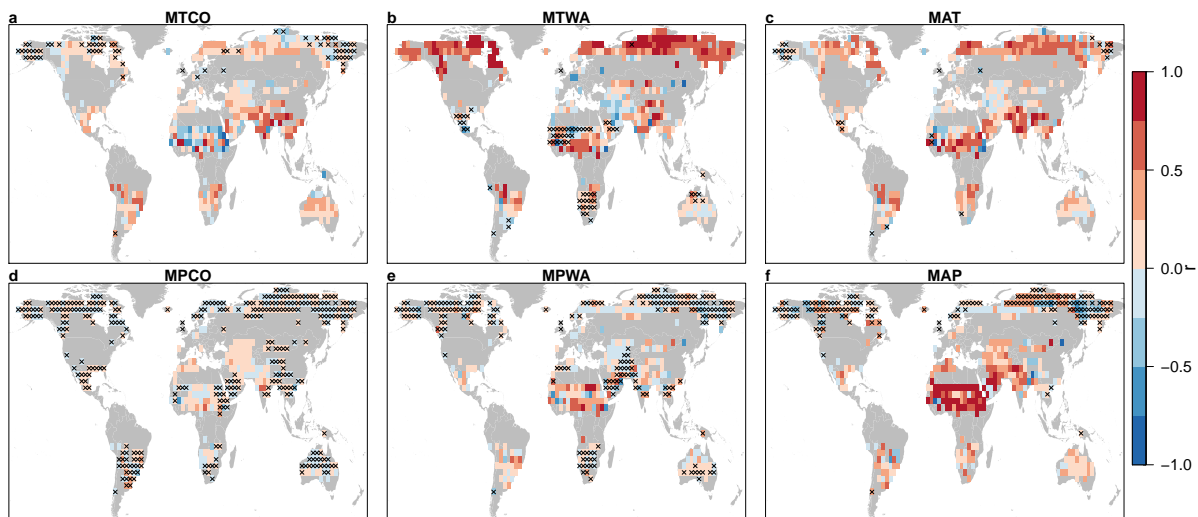 a MTCO
b MTWA
c MAT
d MPCO
e MPWA
f MAP
1.0
0.5
0.0
−0.5
−1.0
r